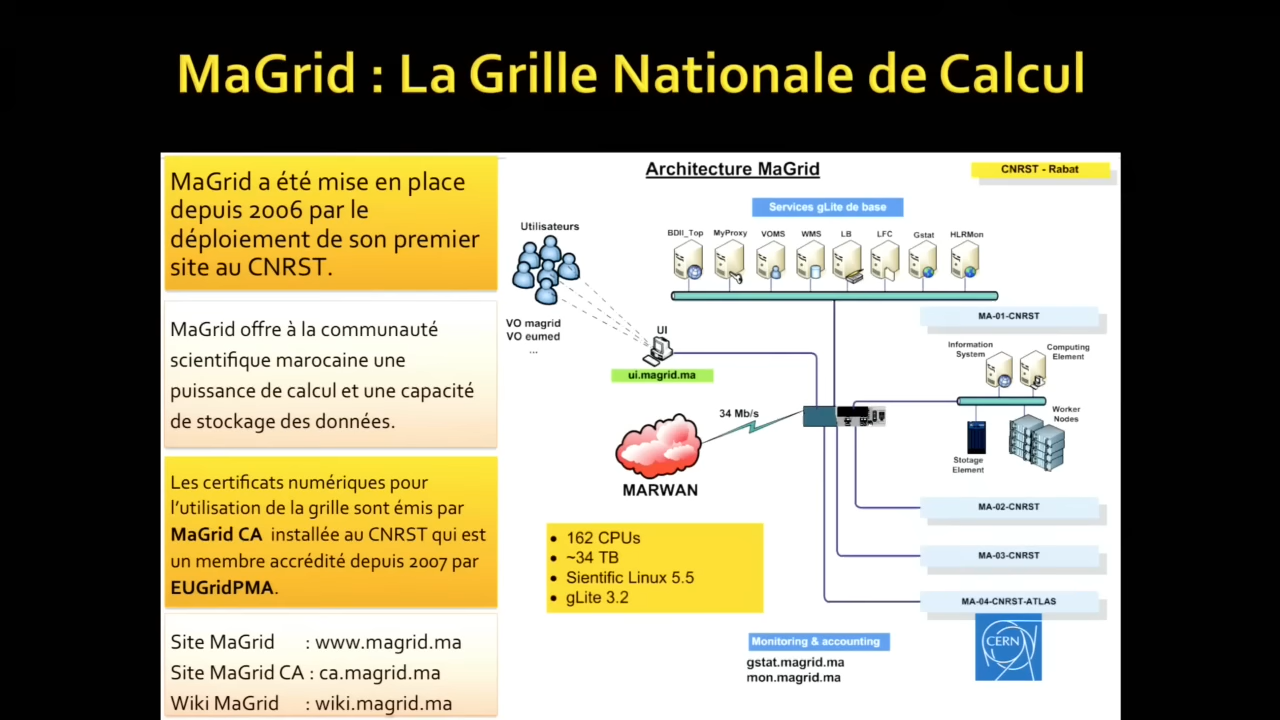 MaGrid : La Grille Nationale de Calcul
MaGrid a été mise en place
depuis 2006 par le
déploiement de son premier
site au CNRST.
MaGrid offre à la communauté
scientifique marocaine une
puissance de calcul et une capacité
de stockage des données.
Les certificats numériques pour
l'utilisation de la grille sont émis par
MaGrid CA installée au CNRST qui est
un membre accrédité depuis 2007 par
EUGridPMA.
Site MaGrid : www.magrid.ma
Site MaGrid CA : ca.magrid.ma
Wiki MaGrid : wiki.magrid.ma
Architecture MaGrid
CNRST - Rabat
Services gLite de base
Utilisateurs
BDII_Top MyProxy VOMS WMS LB LFC Gstat HLRMon
VO magrid
VO eumed
...
UI
ui.magrid.ma
MA-01-CNRST
Information
System
Computing
Element
Worker
Nodes
Stotage
Element
34 Mb/s
MARWAN
MA-02-CNRST
MA-03-CNRST
MA-04-CNRST-ATLAS
CERN
• 162 CPUs
• ~34 TB
• Sientific Linux 5.5
• gLite 3.2
Monitoring & accounting
gstat.magrid.ma
mon.magrid.ma